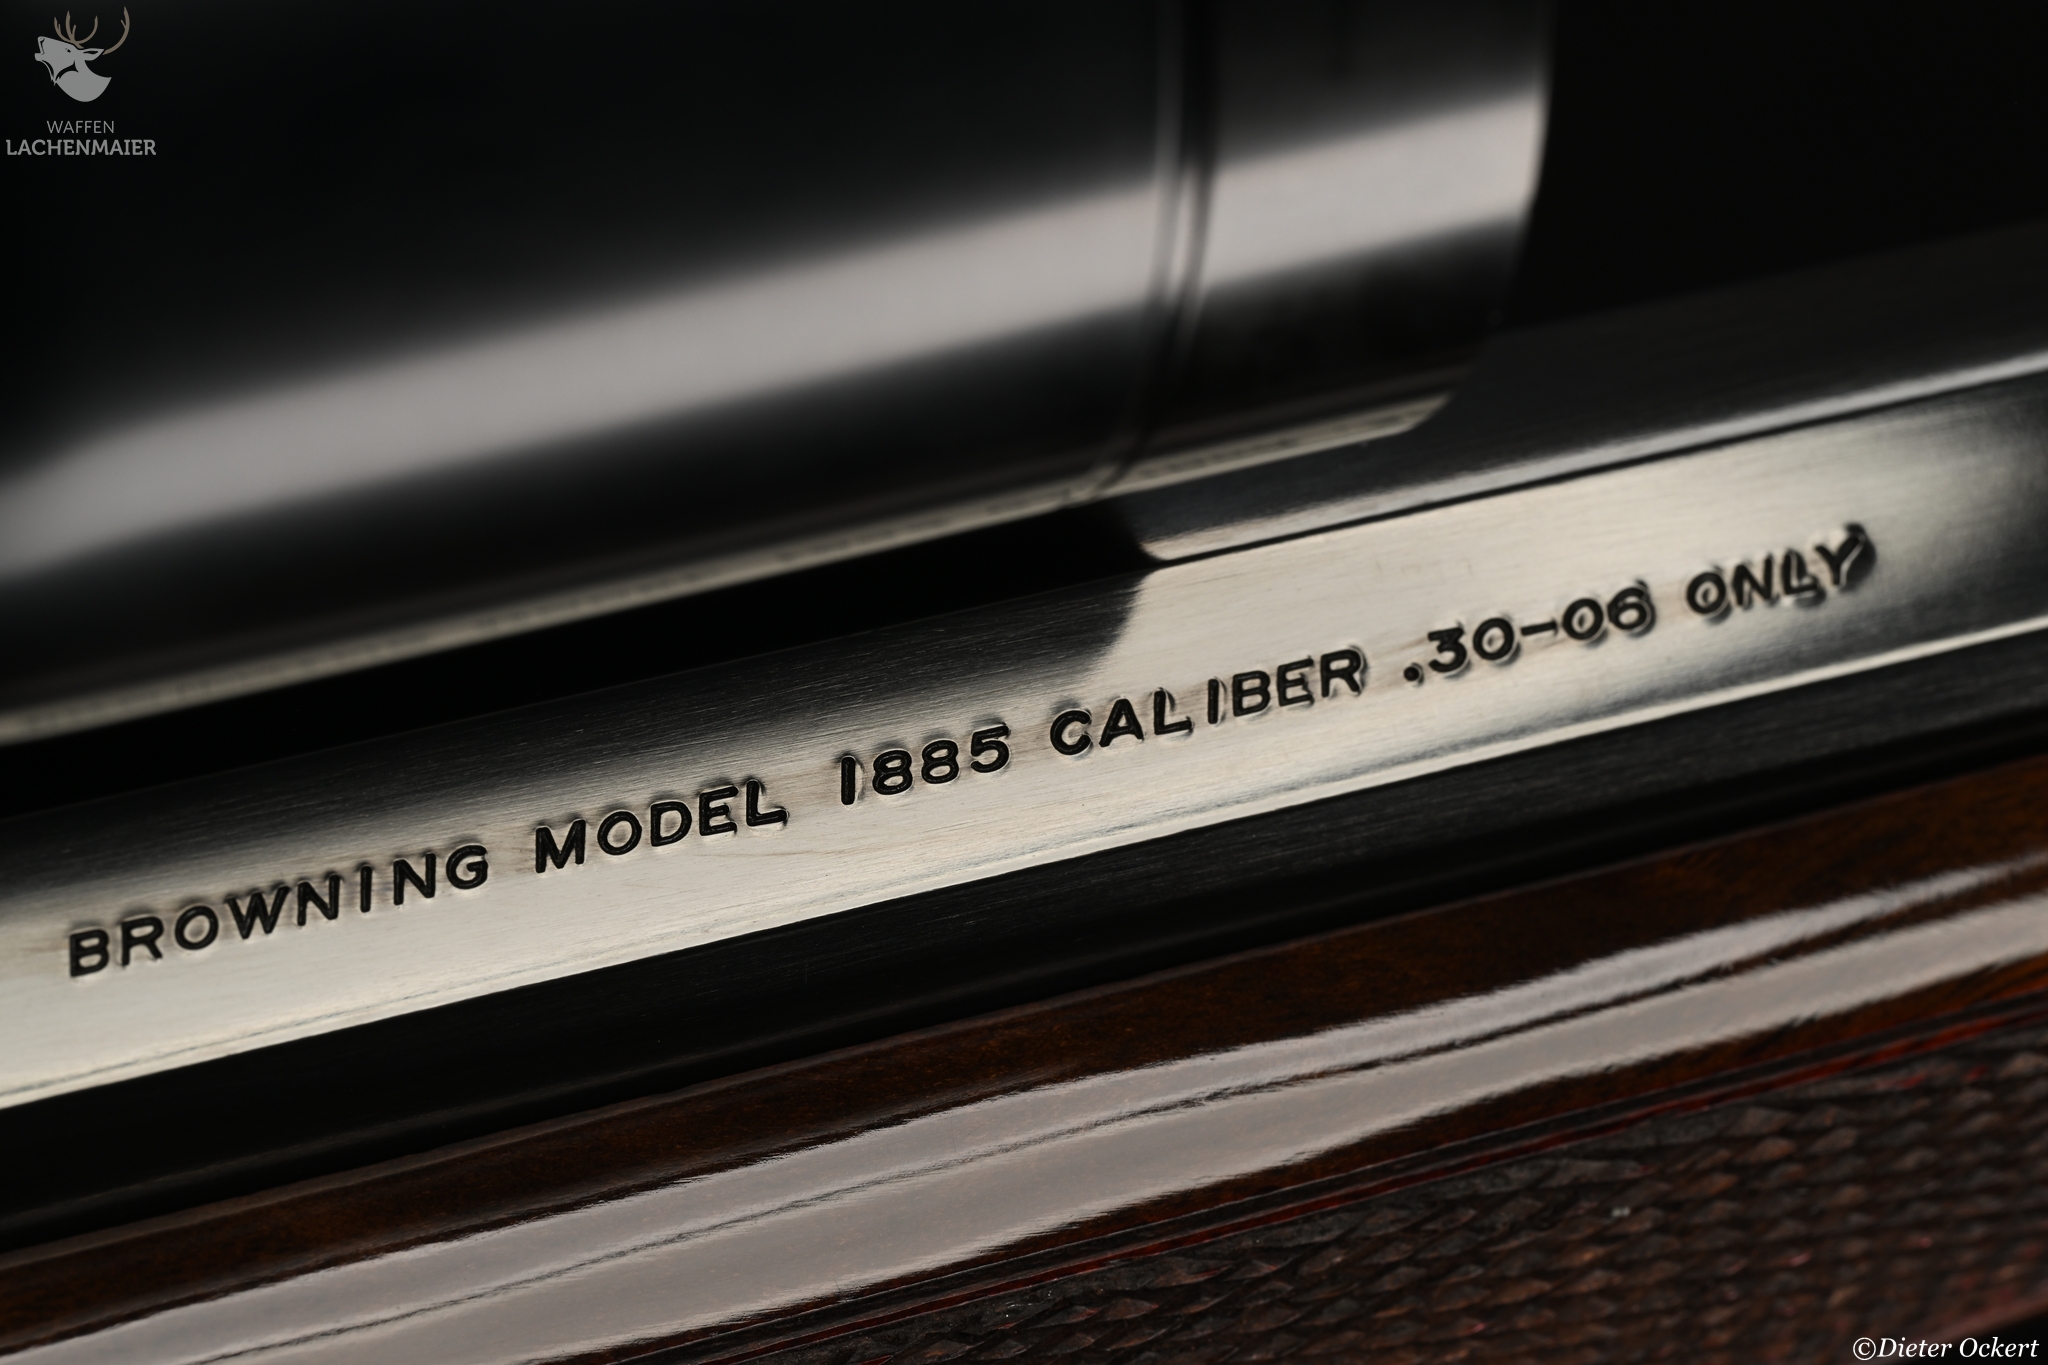 WAFFEN
LACHENMAIER
BROWNING MODEL 1885 CALIBER .30-06 ONLY
©Dieter Ockert